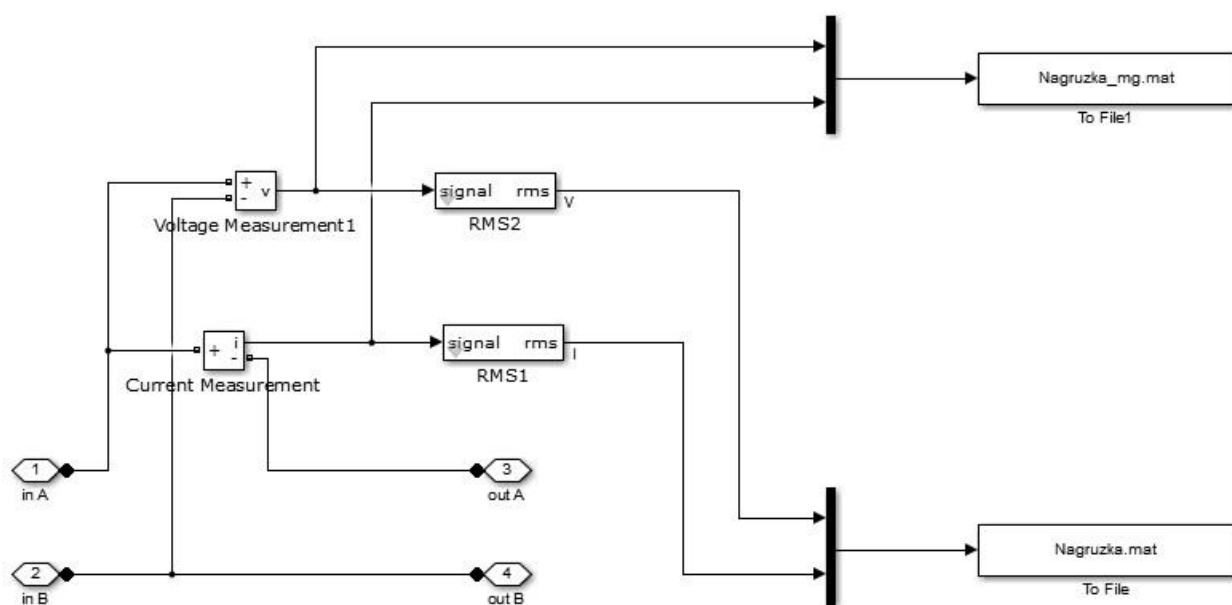 Nagruzka_mg.mat
To File1
+
-
v
Voltage Measurement1
signal rms
V
RMS2
+
i
-
Current Measurement
signal rms
I
RMS1
1
in A
3
out A
2
in B
4
out B
Nagruzka.mat
To File